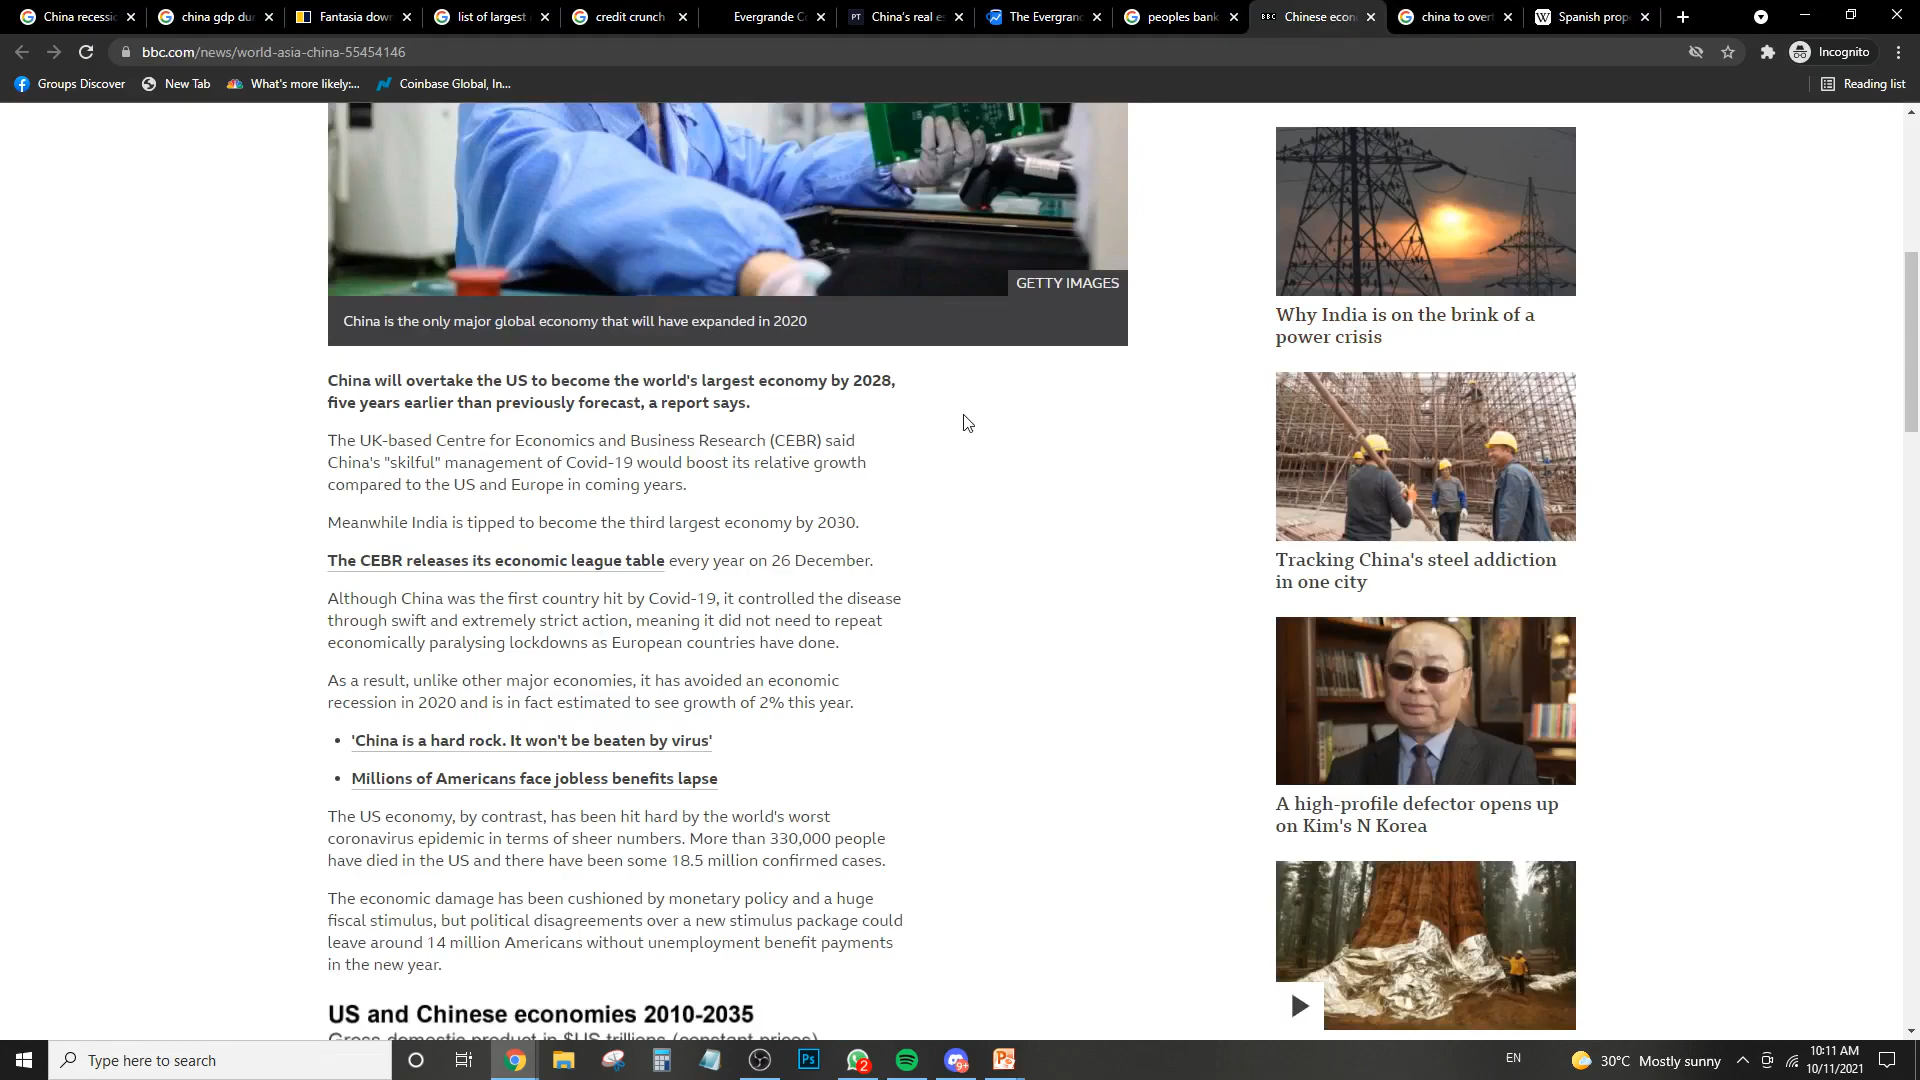 China recessio
china gdp du
Fantasia dow
list of largest
credit crunch
Evergrande C
China's real e
The Evergran
peoples bank
Chinese econ
china to over
Spanish prop
bbc.com/news/world-asia-china-55454146
Incognito
Groups Discover
New Tab
What's more likely:...
Coinbase Global, In...
Reading list
GETTY IMAGES
China is the only major global economy that will have expanded in 2020
China will overtake the US to become the world's largest economy by 2028,
five years earlier than previously forecast, a report says.
The UK-based Centre for Economics and Business Research (CEBR) said
China's "skilful" management of Covid-19 would boost its relative growth
compared to the US and Europe in coming years.
Meanwhile India is tipped to become the third largest economy by 2030.
The CEBR releases its economic league table every year on 26 December.
Although China was the first country hit by Covid-19, it controlled the disease
through swift and extremely strict action, meaning it did not need to repeat
economically paralysing lockdowns as European countries have done.
As a result, unlike other major economies, it has avoided an economic
recession in 2020 and is in fact estimated to see growth of 2% this year.
• 'China is a hard rock. It won't be beaten by virus'
• Millions of Americans face jobless benefits lapse
The US economy, by contrast, has been hit hard by the world's worst
coronavirus epidemic in terms of sheer numbers. More than 330,000 people
have died in the US and there have been some 18.5 million confirmed cases.
The economic damage has been cushioned by monetary policy and a huge
fiscal stimulus, but political disagreements over a new stimulus package could
leave around 14 million Americans without unemployment benefit payments
in the new year.
US and Chinese economies 2010-2035
Gross domestic product in $US trillions (constant prices)
Why India is on the brink of a
power crisis
Tracking China's steel addiction
in one city
A high-profile defector opens up
on Kim's N Korea
Type here to search
Ps
2
9+
EN
30°C Mostly sunny
10:11 AM
10/11/2021